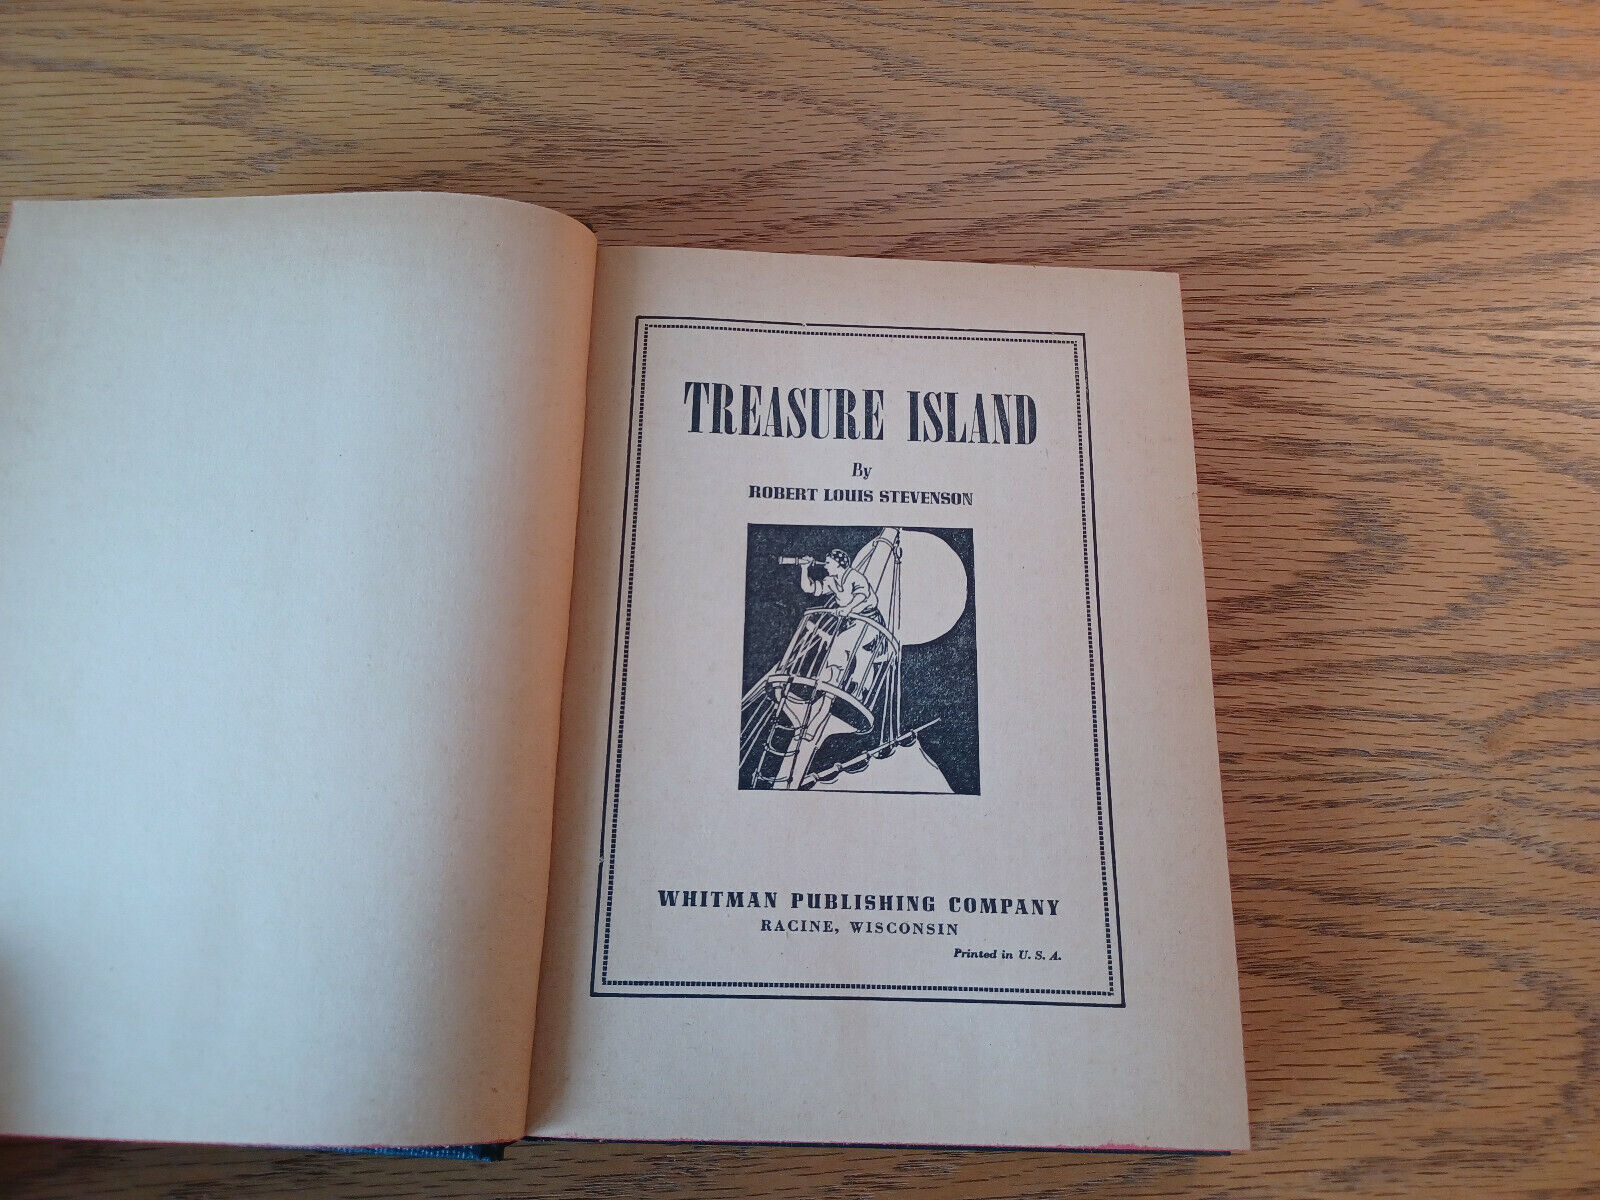 TREASURE ISLAND
By
ROBERT LOUIS STEVENSON
WHITMAN PUBLISHING COMPANY
RACINE, WISCONSIN
Printed in U. S. A.